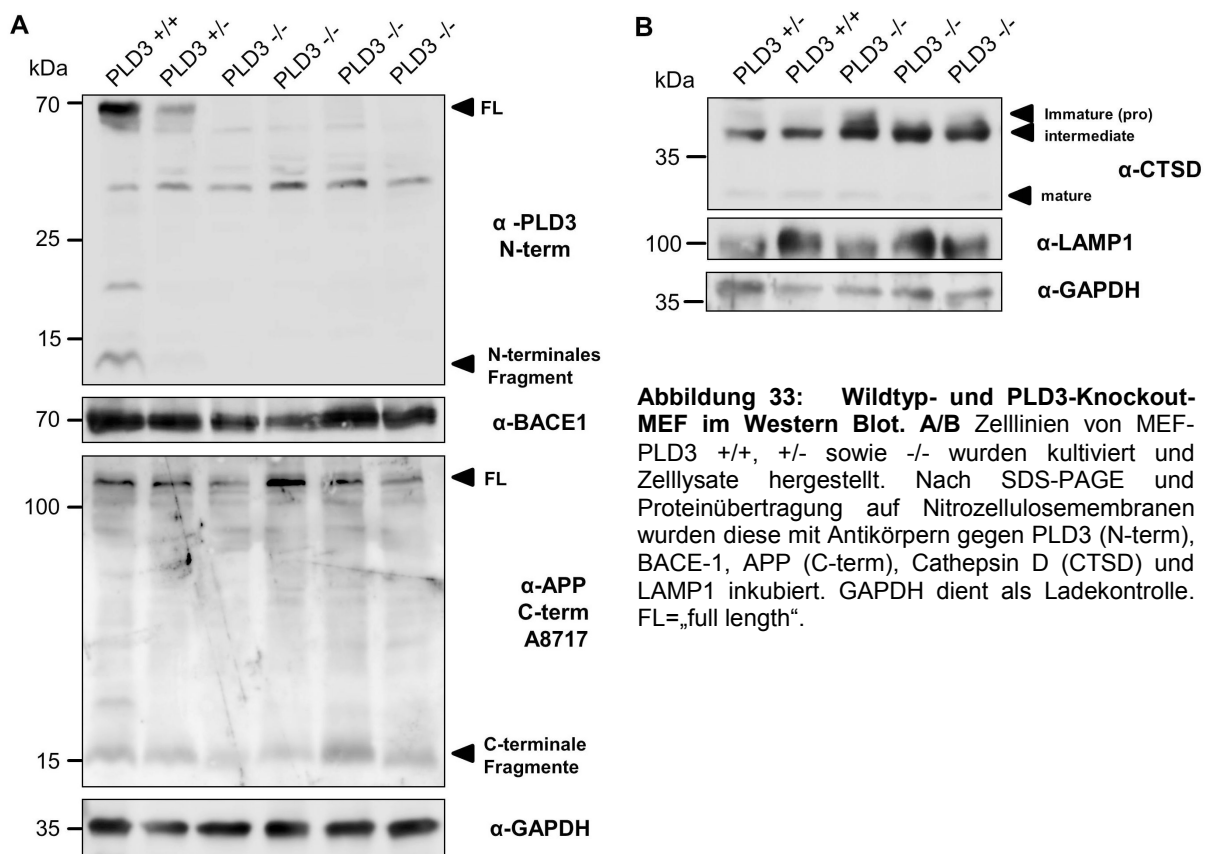 A
kDa
PLD3 +/+
PLD3 +/-
PLD3 -/-
PLD3 -/-
PLD3 -/-
PLD3 -/-
70
FL
25
α -PLD3
N-term
15
N-terminales
Fragment
70
α-BACE1
FL
100
α-APP
C-term
A8717
15
C-terminale
Fragmente
35
α-GAPDH
B
kDa
PLD3 +/-
PLD3 +/+
PLD3 -/-
PLD3 -/-
PLD3 -/-
Immature (pro)
intermediate
35
α-CTSD
mature
100
α-LAMP1
35
α-GAPDH
Abbildung 33: Wildtyp- und PLD3-Knockout-
MEF im Western Blot. A/B Zelllinien von MEF-
PLD3 +/+, +/- sowie -/- wurden kultiviert und
Zelllysate hergestellt. Nach SDS-PAGE und
Proteinübertragung auf Nitrozellulosemembranen
wurden diese mit Antikörpern gegen PLD3 (N-term),
BACE-1, APP (C-term), Cathepsin D (CTSD) und
LAMP1 inkubiert. GAPDH dient als Ladekontrolle.
FL=„full length“.